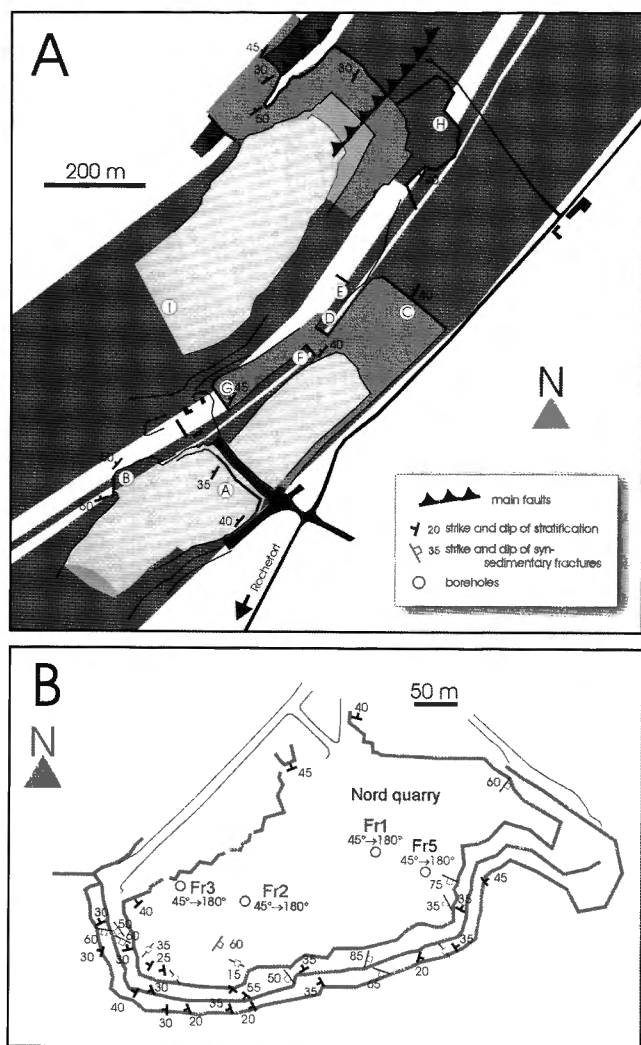 A
45
30
50
50
H
200 m
I
E
D
C
F
40
G
45
N
B
35
A
40
Rochefort
main faults
20 strike and dip of stratification
35 strike and dip of syn-
sedimentary fractures
boreholes
B
50 m
N
40
45
60
Nord quarry
Fr1
45°→180°
Fr5
45°→180°
75
45
35
Fr3
45°→180°
Fr2
45°→180°
30
50
60
60
30
30
40
35
25
60
30
15
55
50
35
85
65
35
20
40
30
20
35
20
35